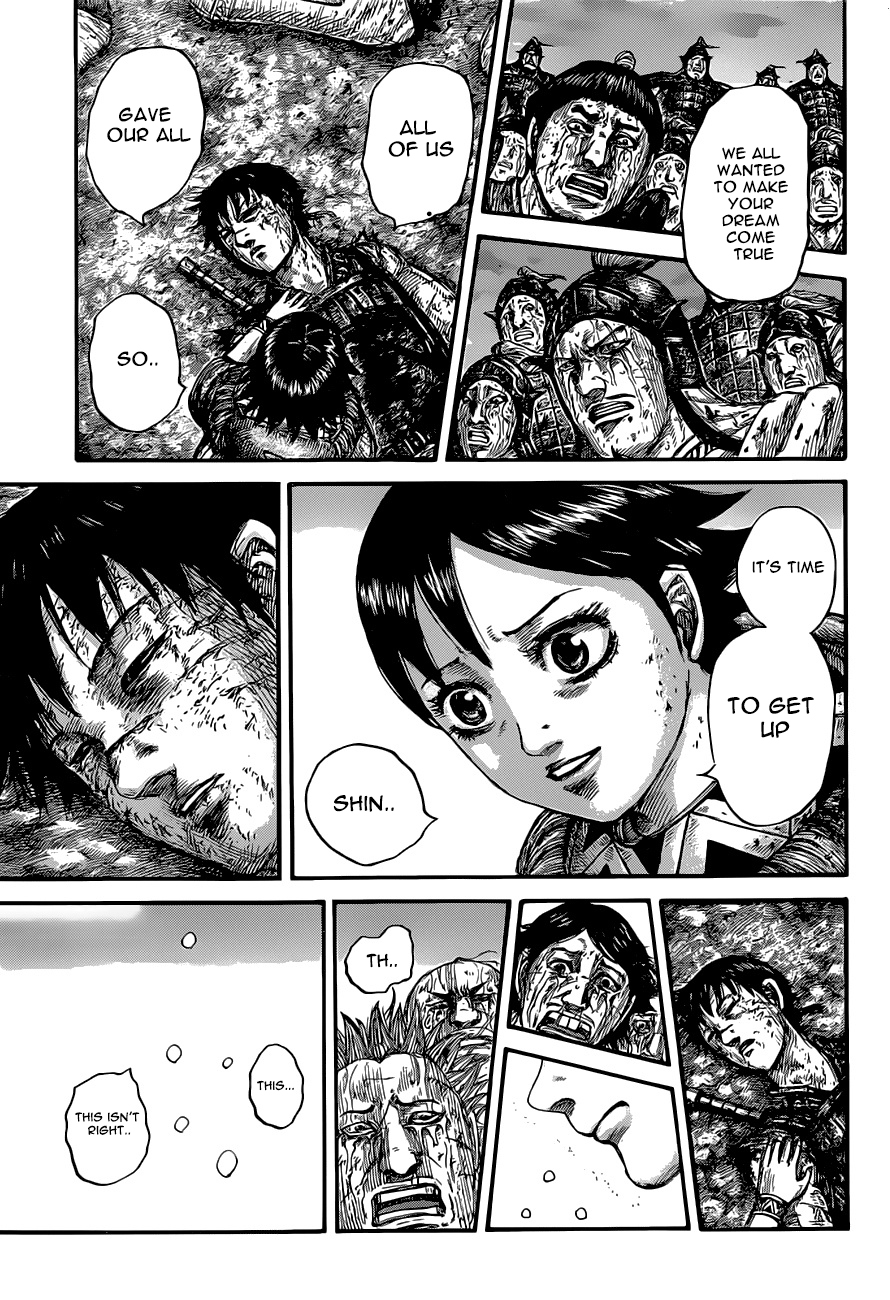 WE ALL
WANTED
TO MAKE
YOUR
DREAM
COME
TRUE
ALL
OF US
GAVE
OUR ALL
SO..
IT'S TIME
TO GET
UP
SHIN..
TH..
THIS...
THIS ISN'T
RIGHT..